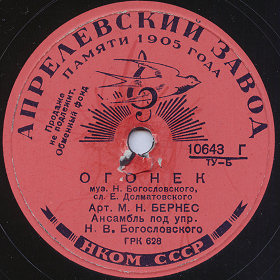 АПРЕЛЕВСКИЙ ЗАВОД
ПАМЯТИ 1905 ГОДА
Продаже
не подлежит.
Обменный фонд
10643 Г
ТУ-Б
ОГОНЕК
муз. Н. Богословского,
сл. Е. Долматовского
Арт. М. Н. БЕРНЕС
Ансамбль под упр.
Н. В. Богословского
ГРК 628
НКОМ СССР